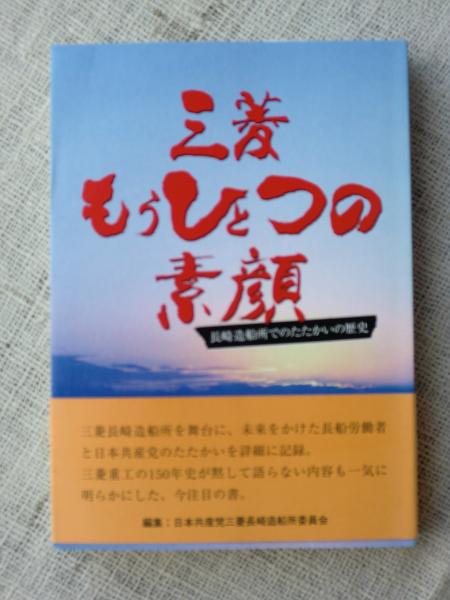 三菱
もうひとつの
素顔
長崎造船所でのたたかいの歴史
三菱長崎造船所を舞台に、未来をかけた長船労働者
と日本共産党のたたかいを詳細に記録。
三菱重工の150年史が黙して語らない内容も一気に
明らかにした、今注目の書。
編集：日本共産党三菱長崎造船所委員会